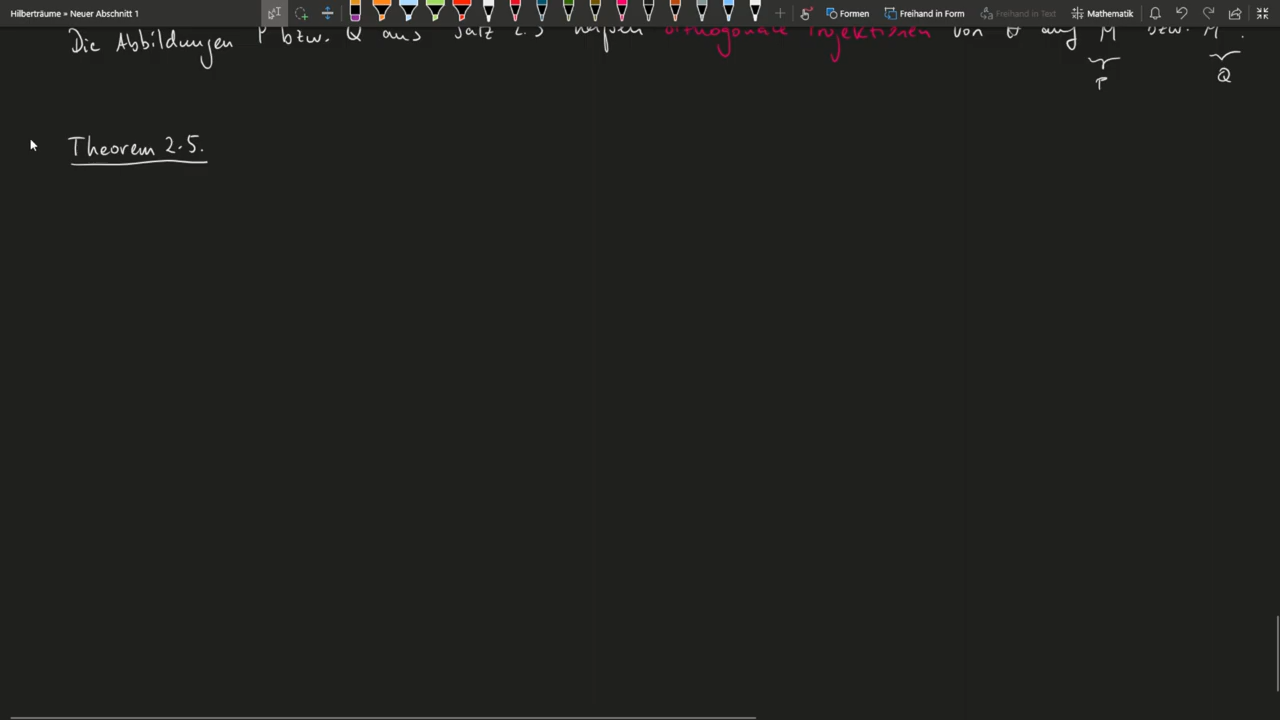 Hilberträume » Neuer Abschnitt 1
Formen
Freihand in Form
Freihand in Text
Mathematik
Die Abbildungen P bzw. Q aus Satz 2.3 heißen orthogonale Projektionen von auf M bzw. M
P
Q
Theorem 2.5.